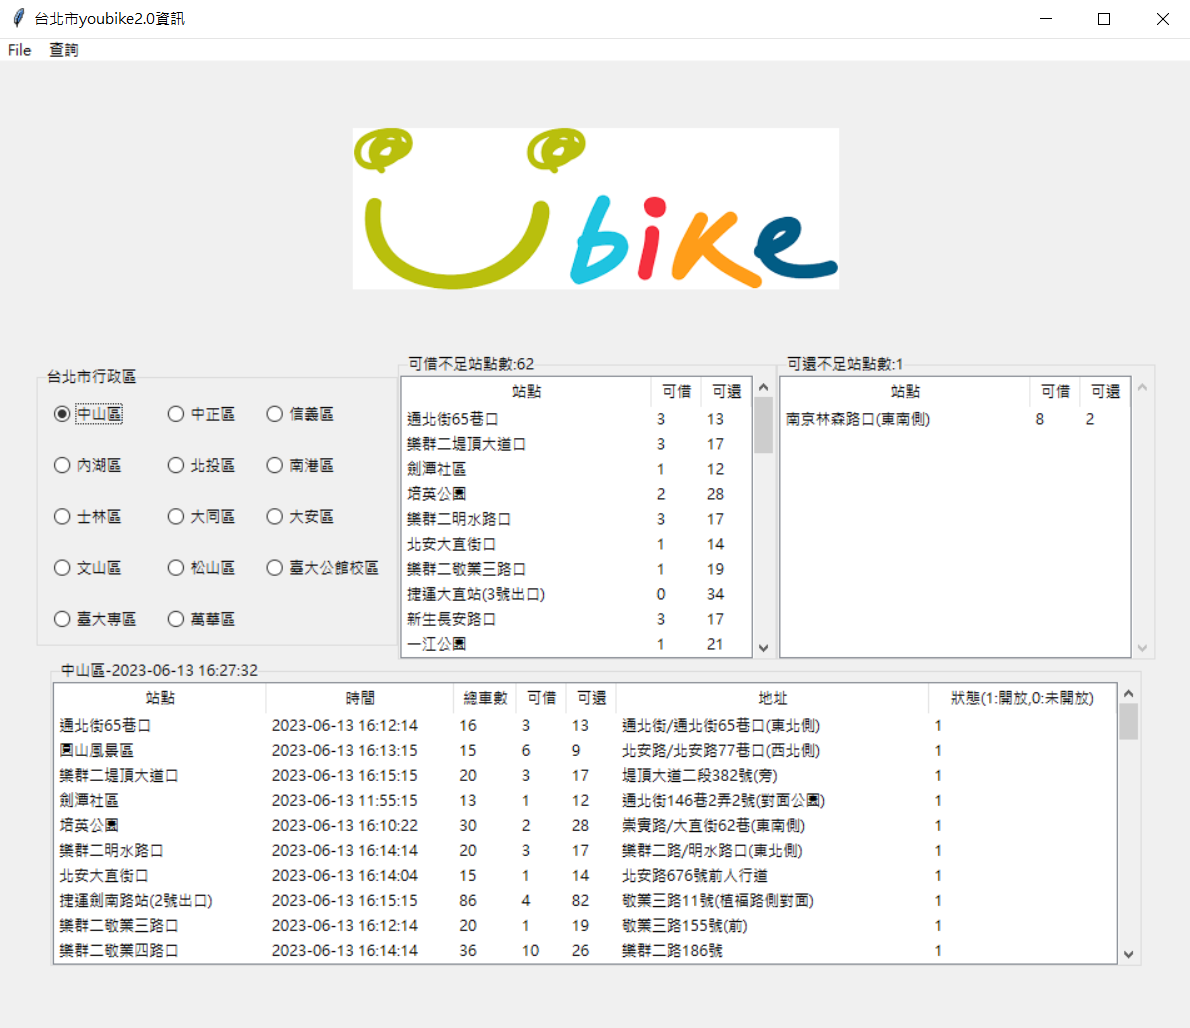 台北市youbike2.0資訊
File 查詢
bike
台北市行政區
中山區 中正區 信義區
內湖區 北投區 南港區
士林區 大同區 大安區
文山區 松山區 臺大公館校區
臺大專區 萬華區
可借不足站點數:62
站點 可借 可還
通北街65巷口 3 13
樂群二堤頂大道口 3 17
劍潭社區 1 12
培英公園 2 28
樂群二明水路口 3 17
北安大直街口 1 14
樂群二敬業三路口 1 19
捷運大直站(3號出口) 0 34
新生長安路口 3 17
一江公園 1 21
可還不足站點數:1
站點 可借 可還
南京林森路口(東南側) 8 2
中山區-2023-06-13 16:27:32
站點 時間 總車數 可借 可還 地址 狀態(1:開放,0:未開放)
通北街65巷口 2023-06-13 16:12:14 16 3 13 通北街/通北街65巷口(東北側) 1
圓山風景區 2023-06-13 16:13:15 15 6 9 北安路/北安路77巷口(西北側) 1
樂群二堤頂大道口 2023-06-13 16:15:15 20 3 17 堤頂大道二段382號(旁) 1
劍潭社區 2023-06-13 11:55:15 13 1 12 通北街146巷2弄2號(對面公園) 1
培英公園 2023-06-13 16:10:22 30 2 28 崇實路/大直街62巷(東南側) 1
樂群二明水路口 2023-06-13 16:14:14 20 3 17 樂群二路/明水路口(東北側) 1
北安大直街口 2023-06-13 16:14:04 15 1 14 北安路676號前人行道 1
捷運劍南路站(2號出口) 2023-06-13 16:15:15 86 4 82 敬業三路11號(植福路側對面) 1
樂群二敬業三路口 2023-06-13 16:12:14 20 1 19 敬業三路155號(前) 1
樂群二敬業四路口 2023-06-13 16:14:14 36 10 26 樂群二路186號 1